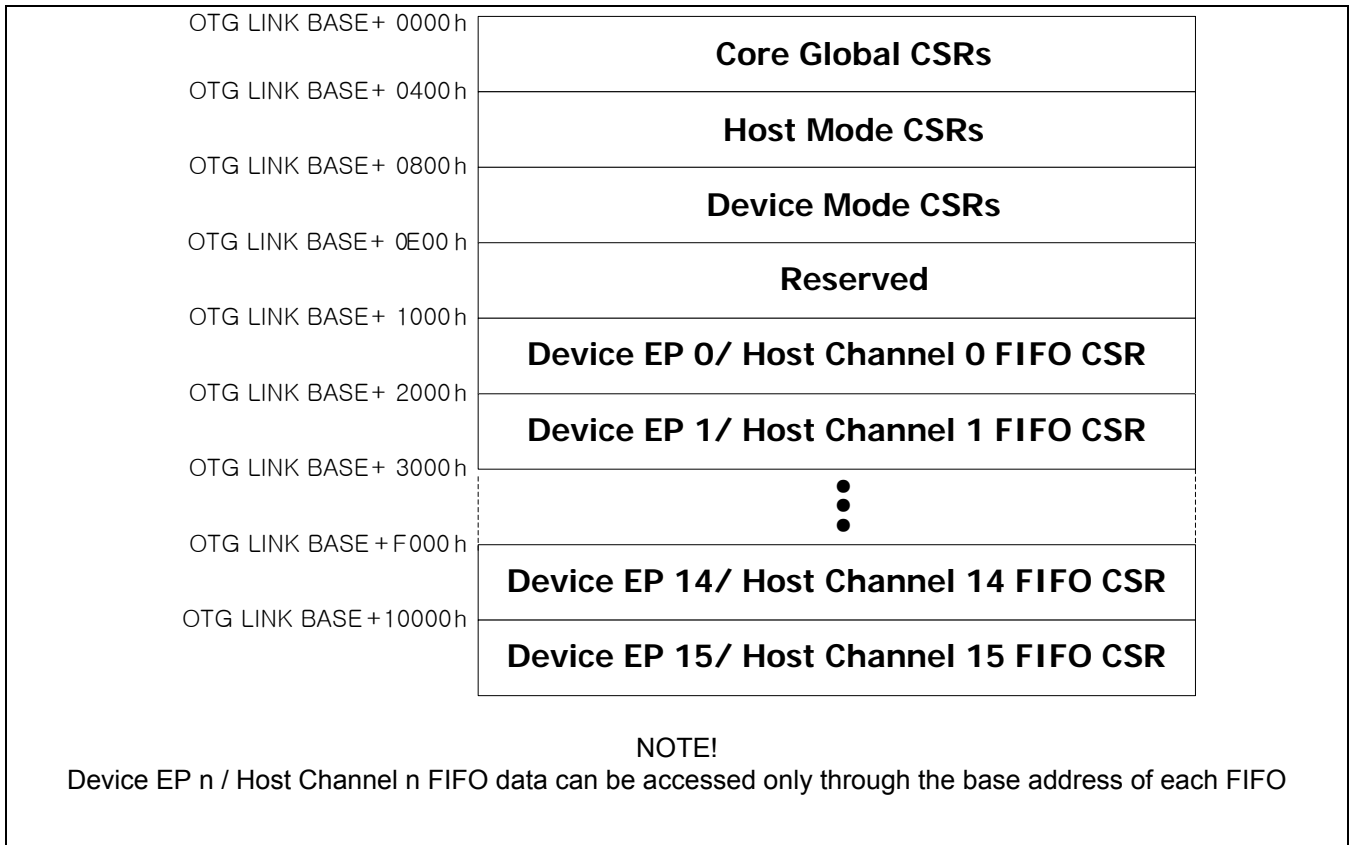 OTG LINK BASE+ 0000h
Core Global CSRs
OTG LINK BASE+ 0400h
Host Mode CSRs
OTG LINK BASE+ 0800h
Device Mode CSRs
OTG LINK BASE+ 0E00h
Reserved
OTG LINK BASE+ 1000h
Device EP 0/ Host Channel 0 FIFO CSR
OTG LINK BASE+ 2000h
Device EP 1/ Host Channel 1 FIFO CSR
OTG LINK BASE+ 3000h
OTG LINK BASE+F000h
Device EP 14/ Host Channel 14 FIFO CSR
OTG LINK BASE+10000h
Device EP 15/ Host Channel 15 FIFO CSR
NOTE!
Device EP n / Host Channel n FIFO data can be accessed only through the base address of each FIFO